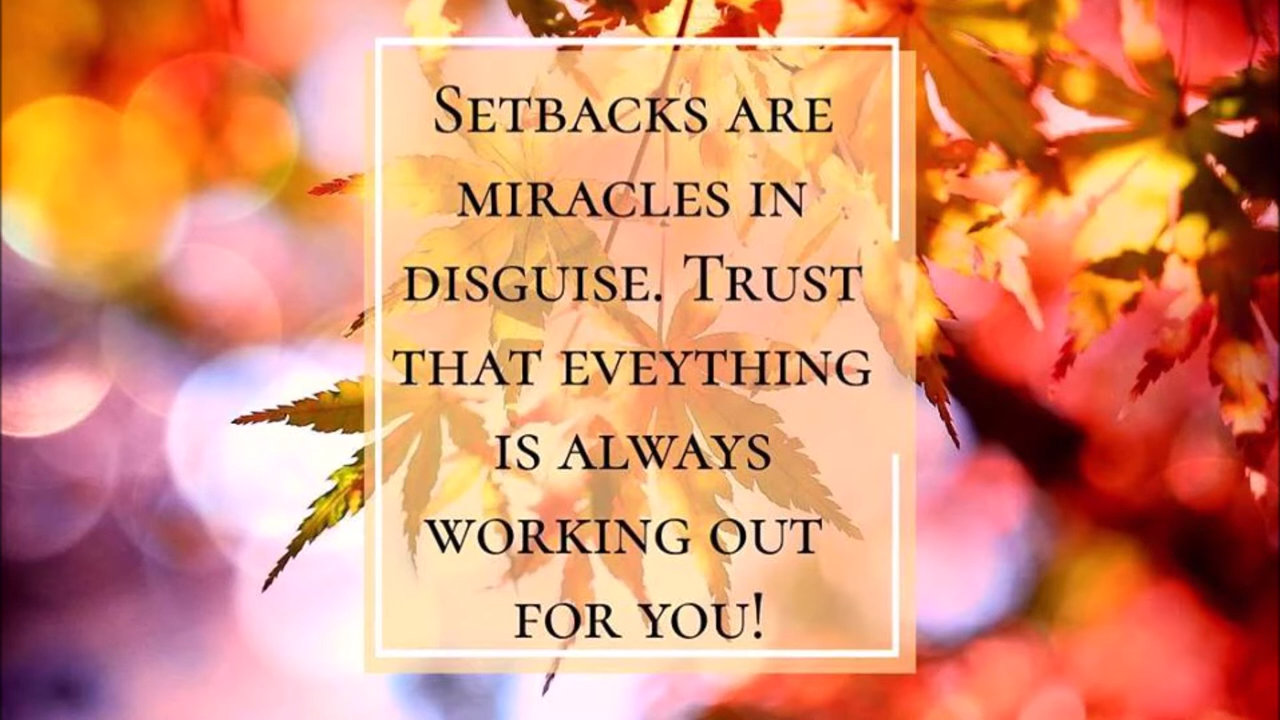 Setbacks are
miracles in
disguise. Trust
that eveything
is always
working out
for you!